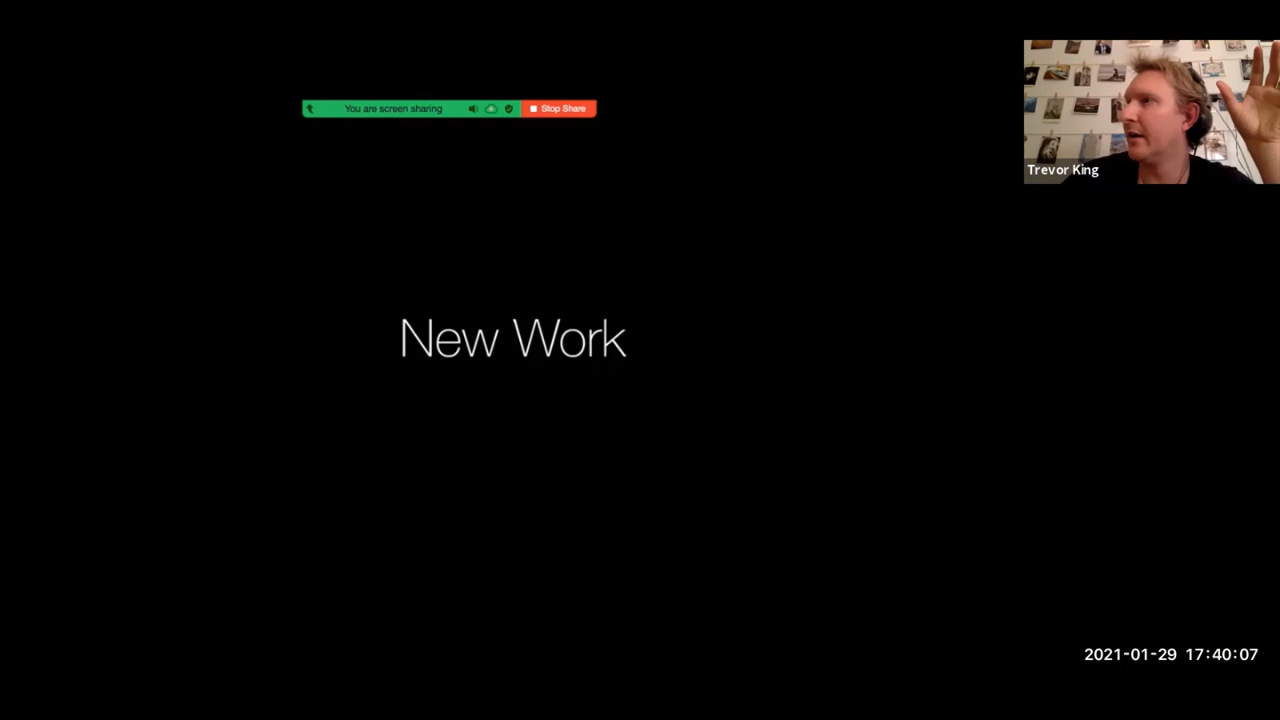 You are screen sharing
Stop Share
Trevor King
New Work
2021-01-29 17:40:07